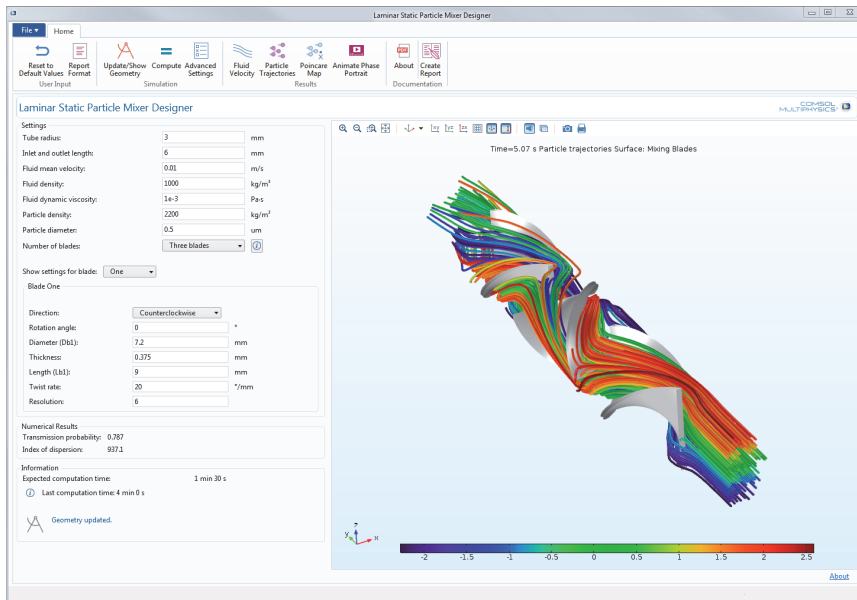 Laminar Static Particle Mixer Designer
File
Home
Reset to Default Values
Report Format
Update/Show Geometry
Compute
Advanced Settings
Fluid Velocity
Particle Trajectories
Poincare Map
Animate Phase Portrait
About
Create Report
User Input
Simulation
Results
Documentation
Laminar Static Particle Mixer Designer
COMSOL
MULTIPHYSICS®
Settings
Tube radius: 3 mm
Inlet and outlet length: 6 mm
Fluid mean velocity: 0.01 m/s
Fluid density: 1000 kg/m³
Fluid dynamic viscosity: 1e-3 Pa·s
Particle density: 2200 kg/m³
Particle diameter: 0.5 um
Number of blades: Three blades
Show settings for blade: One
Blade One
Direction: Counterclockwise
Rotation angle: 0 °
Diameter (Db1): 7.2 mm
Thickness: 0.375 mm
Length (Lb1): 9 mm
Twist rate: 20 °/mm
Resolution: 6
Numerical Results
Transmission probability: 0.787
Index of dispersion: 937.1
Information
Expected computation time: 1 min 30 s
Last computation time: 4 min 0 s
Geometry updated.
xy yz zx
Time=5.07 s Particle trajectories Surface: Mixing Blades
z
y
x
-2 -1.5 -1 -0.5 0 0.5 1 1.5 2 2.5
About